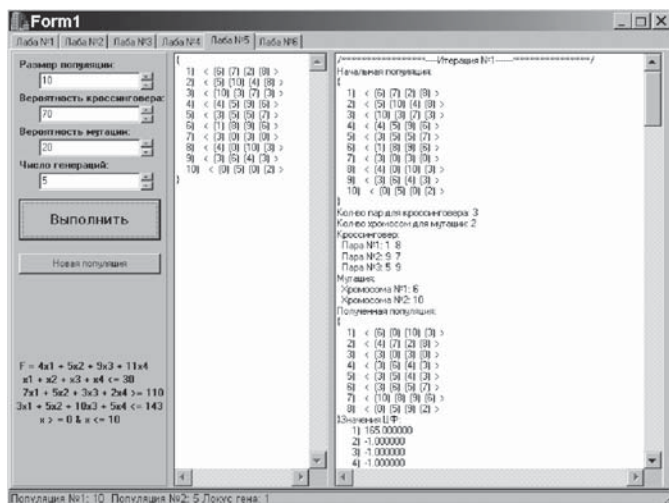 Form1
Лаба №1 Лаба №2 Лаба №3 Лаба №4 Лаба №5 Лаба №6
Размер популяции:
10
Вероятность кроссинговера:
70
Вероятность мутации:
20
Число генераций:
5
Выполнить
Новая популяция
F = 4x1 + 5x2 + 9x3 + 11x4
x1 + x2 + x3 + x4 <= 30
7x1 + 5x2 + 3x3 + 2x4 >= 110
3x1 + 5x2 + 10x3 + 5x4 <= 143
x >= 0 & x <= 10
{
1) < (6) (7) (2) (8) >
2) < (5) (10) (4) (8) >
3) < (10) (3) (7) (3) >
4) < (4) (5) (9) (6) >
5) < (3) (5) (5) (7) >
6) < (1) (8) (9) (6) >
7) < (3) (0) (3) (0) >
8) < (4) (0) (10) (3) >
9) < (3) (6) (4) (3) >
10) < (0) (5) (0) (2) >
}
Итерация №1
Начальная популяция:
{
1) < (6) (7) (2) (8) >
2) < (5) (10) (4) (8) >
3) < (10) (3) (7) (3) >
4) < (4) (5) (9) (6) >
5) < (3) (5) (5) (7) >
6) < (1) (8) (9) (6) >
7) < (3) (0) (3) (0) >
8) < (4) (0) (10) (3) >
9) < (3) (6) (4) (3) >
10) < (0) (5) (0) (2) >
}
Кол-во пар для кроссинговера: 3
Кол-во хромосом для мутации: 2
Кроссинговер:
Пара №1: 1 8
Пара №2: 9 7
Пара №3: 5 9
Мутация:
Хромосома №1: 6
Хромосома №2: 10
Полученная популяция:
{
1) < (6) (0) (10) (3) >
2) < (4) (7) (2) (8) >
3) < (3) (0) (3) (0) >
4) < (3) (6) (4) (3) >
5) < (3) (5) (4) (3) >
6) < (3) (6) (5) (7) >
7) < (10) (8) (9) (6) >
8) < (0) (5) (9) (2) >
}Значения ЦФ:
1) 165.000000
2) -1.000000
3) -1.000000
4) -1.000000
Популяция №1: 10 Популяция №2: 5 Локус гена: 1